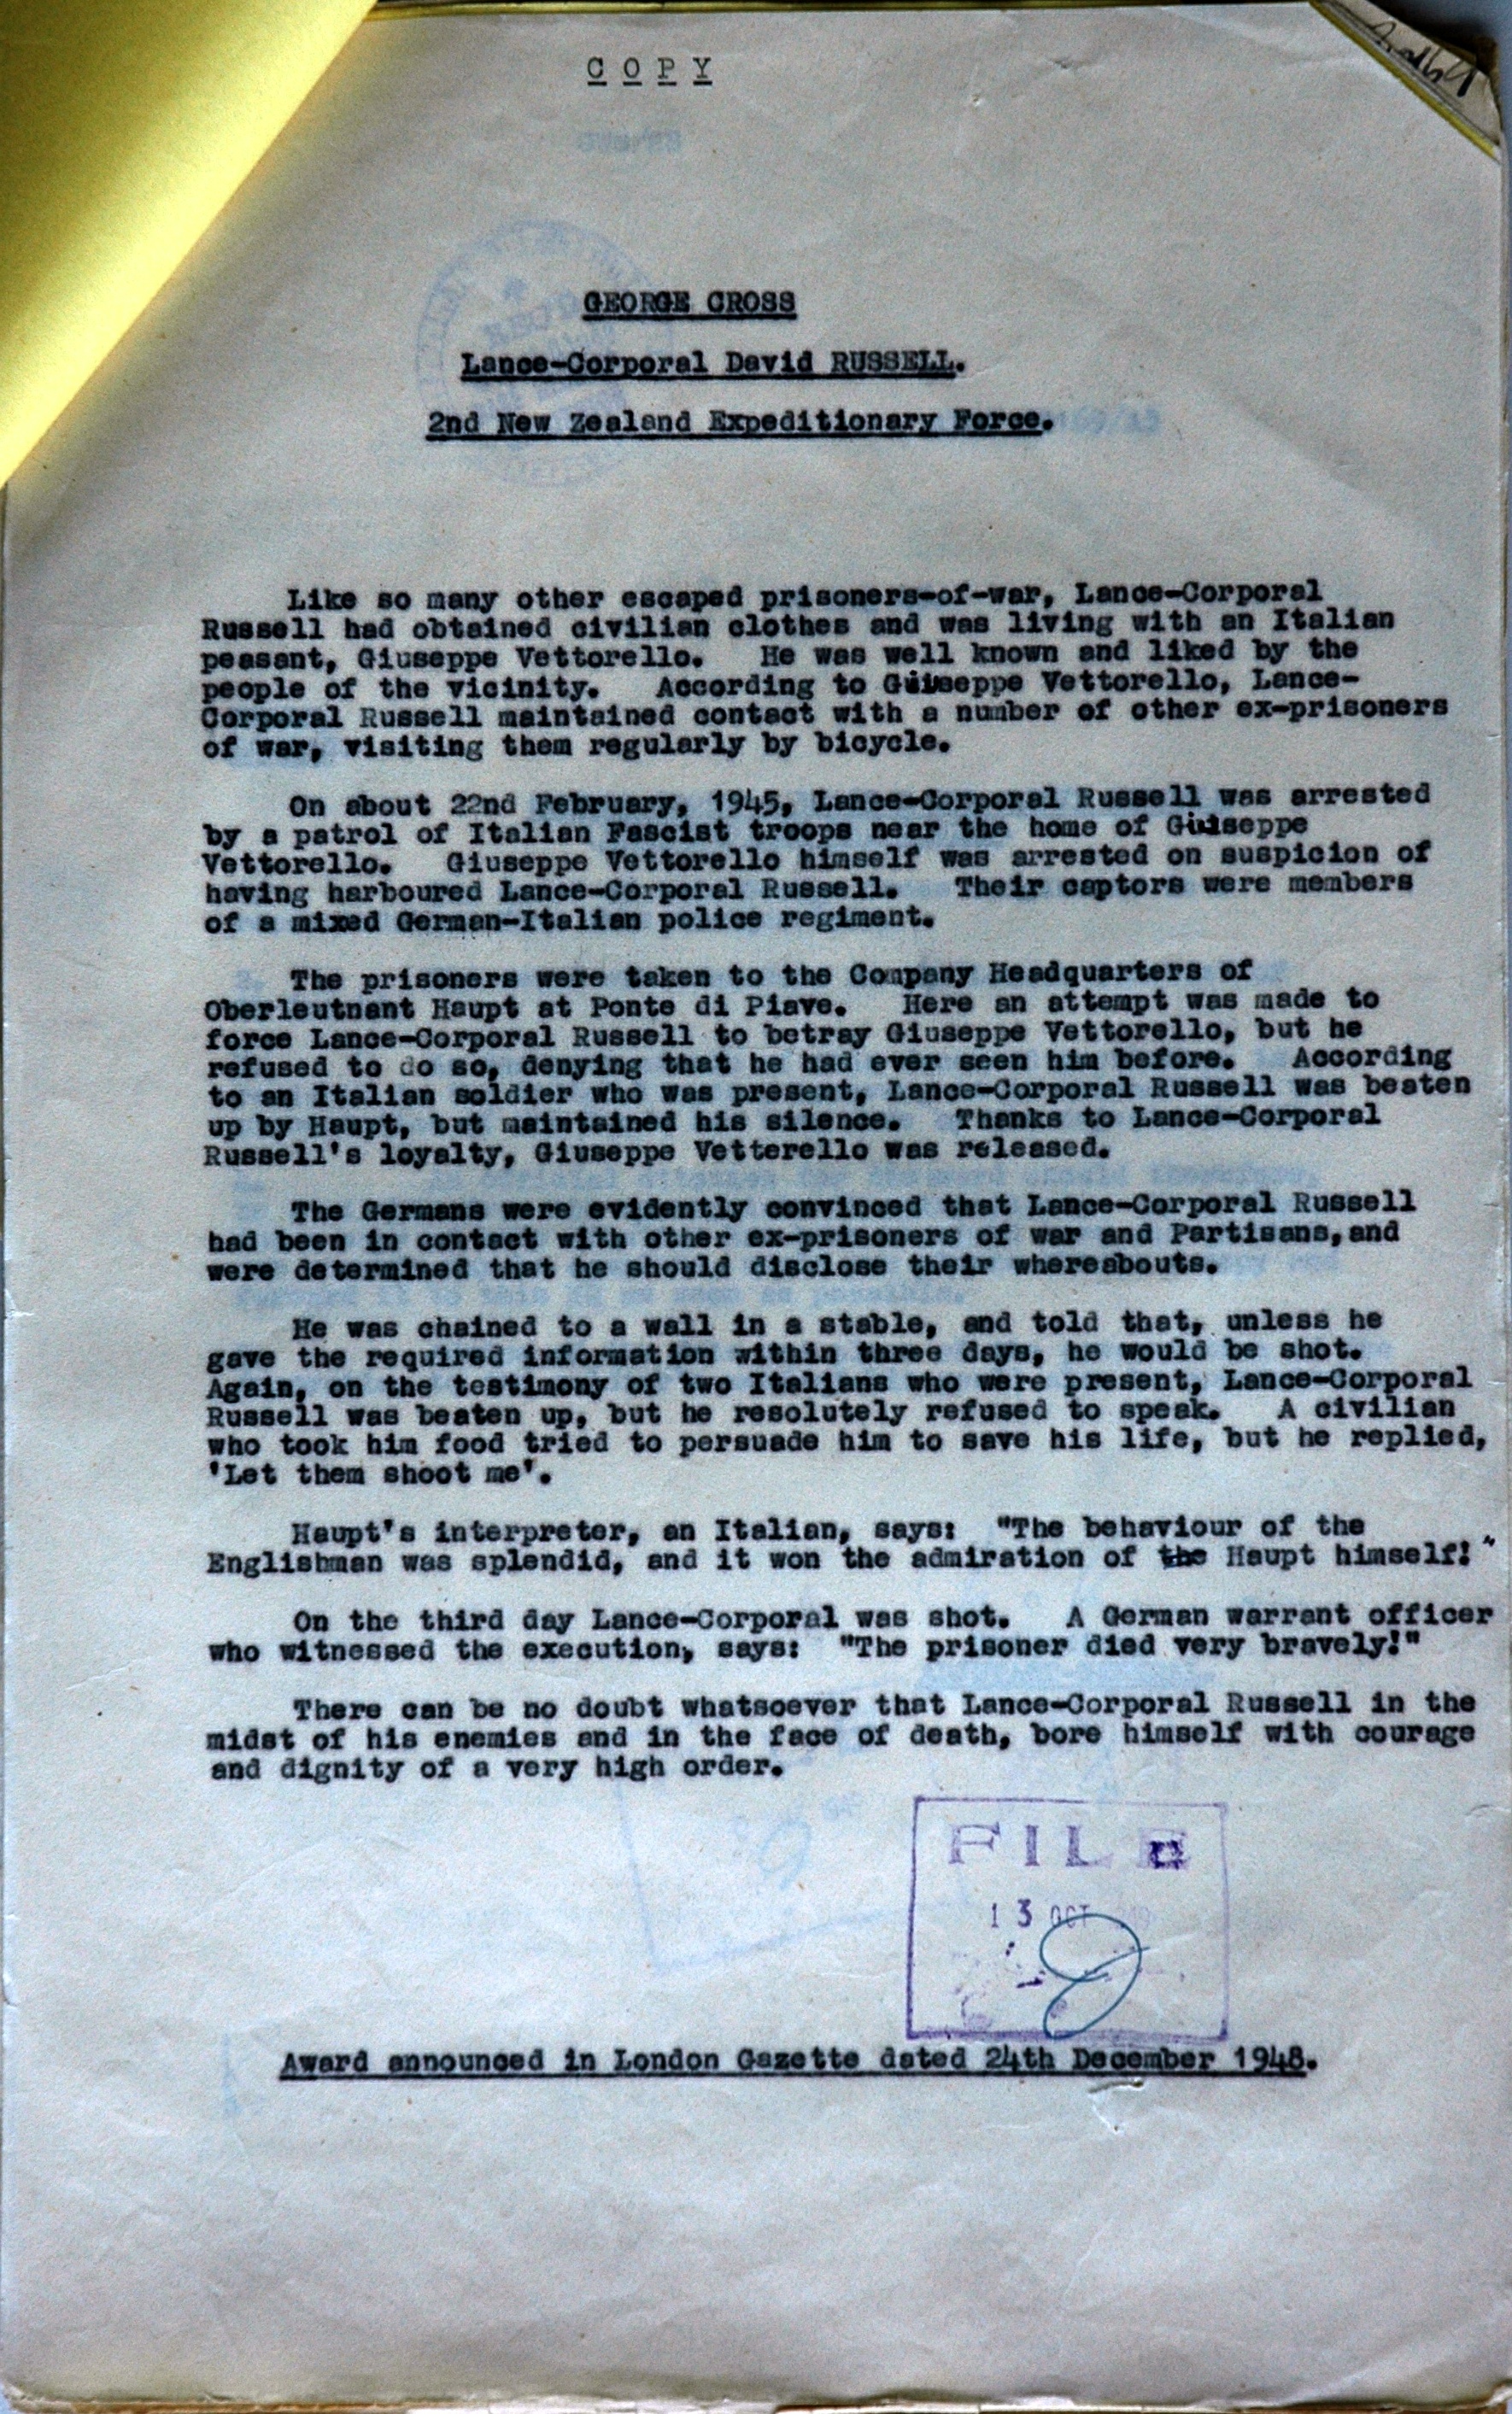 COPY
GEORGE CROSS
Lance-Corporal David RUSSELL.
2nd New Zealand Expeditionary Force.
Like so many other escaped prisoners-of-war, Lance-Corporal
Russell had obtained civilian clothes and was living with an Italian
peasant, Giuseppe Vettorello. He was well known and liked by the
people of the vicinity. According to Giuseppe Vettorello, Lance-
Corporal Russell maintained contact with a number of other ex-prisoners
of war, visiting them regularly by bicycle.
On about 22nd February, 1945, Lance-Corporal Russell was arrested
by a patrol of Italian Fascist troops near the home of Giuseppe
Vettorello. Giuseppe Vettorello himself was arrested on suspicion of
having harboured Lance-Corporal Russell. Their captors were members
of a mixed German-Italian police regiment.
The prisoners were taken to the Company Headquarters of
Oberleutnant Haupt at Ponte di Piave. Here an attempt was made to
force Lance-Corporal Russell to betray Giuseppe Vettorello, but he
refused to do so, denying that he had ever seen him before. According
to an Italian soldier who was present, Lance-Corporal Russell was beaten
up by Haupt, but maintained his silence. Thanks to Lance-Corporal
Russell's loyalty, Giuseppe Vetterello was released.
The Germans were evidently convinced that Lance-Corporal Russell
had been in contact with other ex-prisoners of war and Partisans,and
were determined that he should disclose their whereabouts.
He was chained to a wall in a stable, and told that, unless he
gave the required information within three days, he would be shot.
Again, on the testimony of two Italians who were present, Lance-Corporal
Russell was beaten up, but he resolutely refused to speak. A civilian
who took him food tried to persuade him to save his life, but he replied,
'Let them shoot me'.
Haupt's interpreter, an Italian, says: "The behaviour of the
Englishman was splendid, and it won the admiration of the Haupt himself!"
On the third day Lance-Corporal was shot. A German warrant officer
who witnessed the execution, says: "The prisoner died very bravely!"
There can be no doubt whatsoever that Lance-Corporal Russell in the
midst of his enemies and in the face of death, bore himself with courage
and dignity of a very high order.
FILE
13 OCT
Award announced in London Gazette dated 24th December 1948.